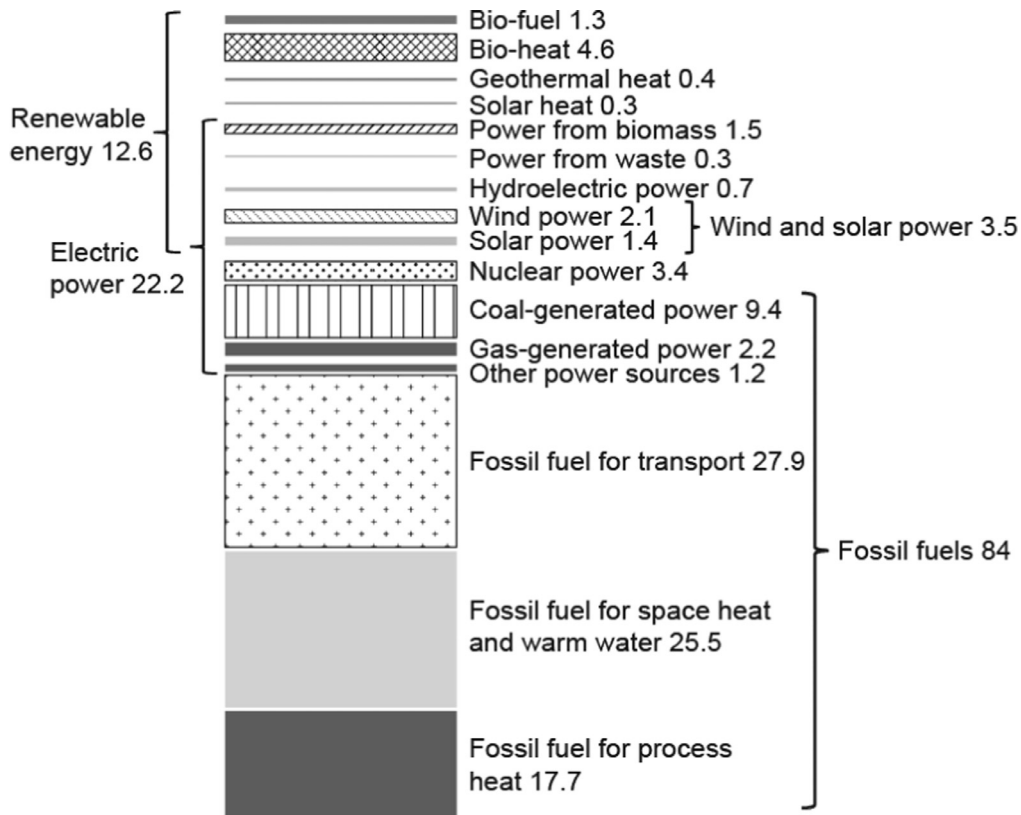 Bio-fuel 1.3
Bio-heat 4.6
Geothermal heat 0.4
Solar heat 0.3
Renewable
energy 12.6
Power from biomass 1.5
Power from waste 0.3
Hydroelectric power 0.7
Wind power 2.1
Solar power 1.4
Wind and solar power 3.5
Electric
power 22.2
Nuclear power 3.4
Coal-generated power 9.4
Gas-generated power 2.2
Other power sources 1.2
Fossil fuel for transport 27.9
Fossil fuels 84
Fossil fuel for space heat
and warm water 25.5
Fossil fuel for process
heat 17.7